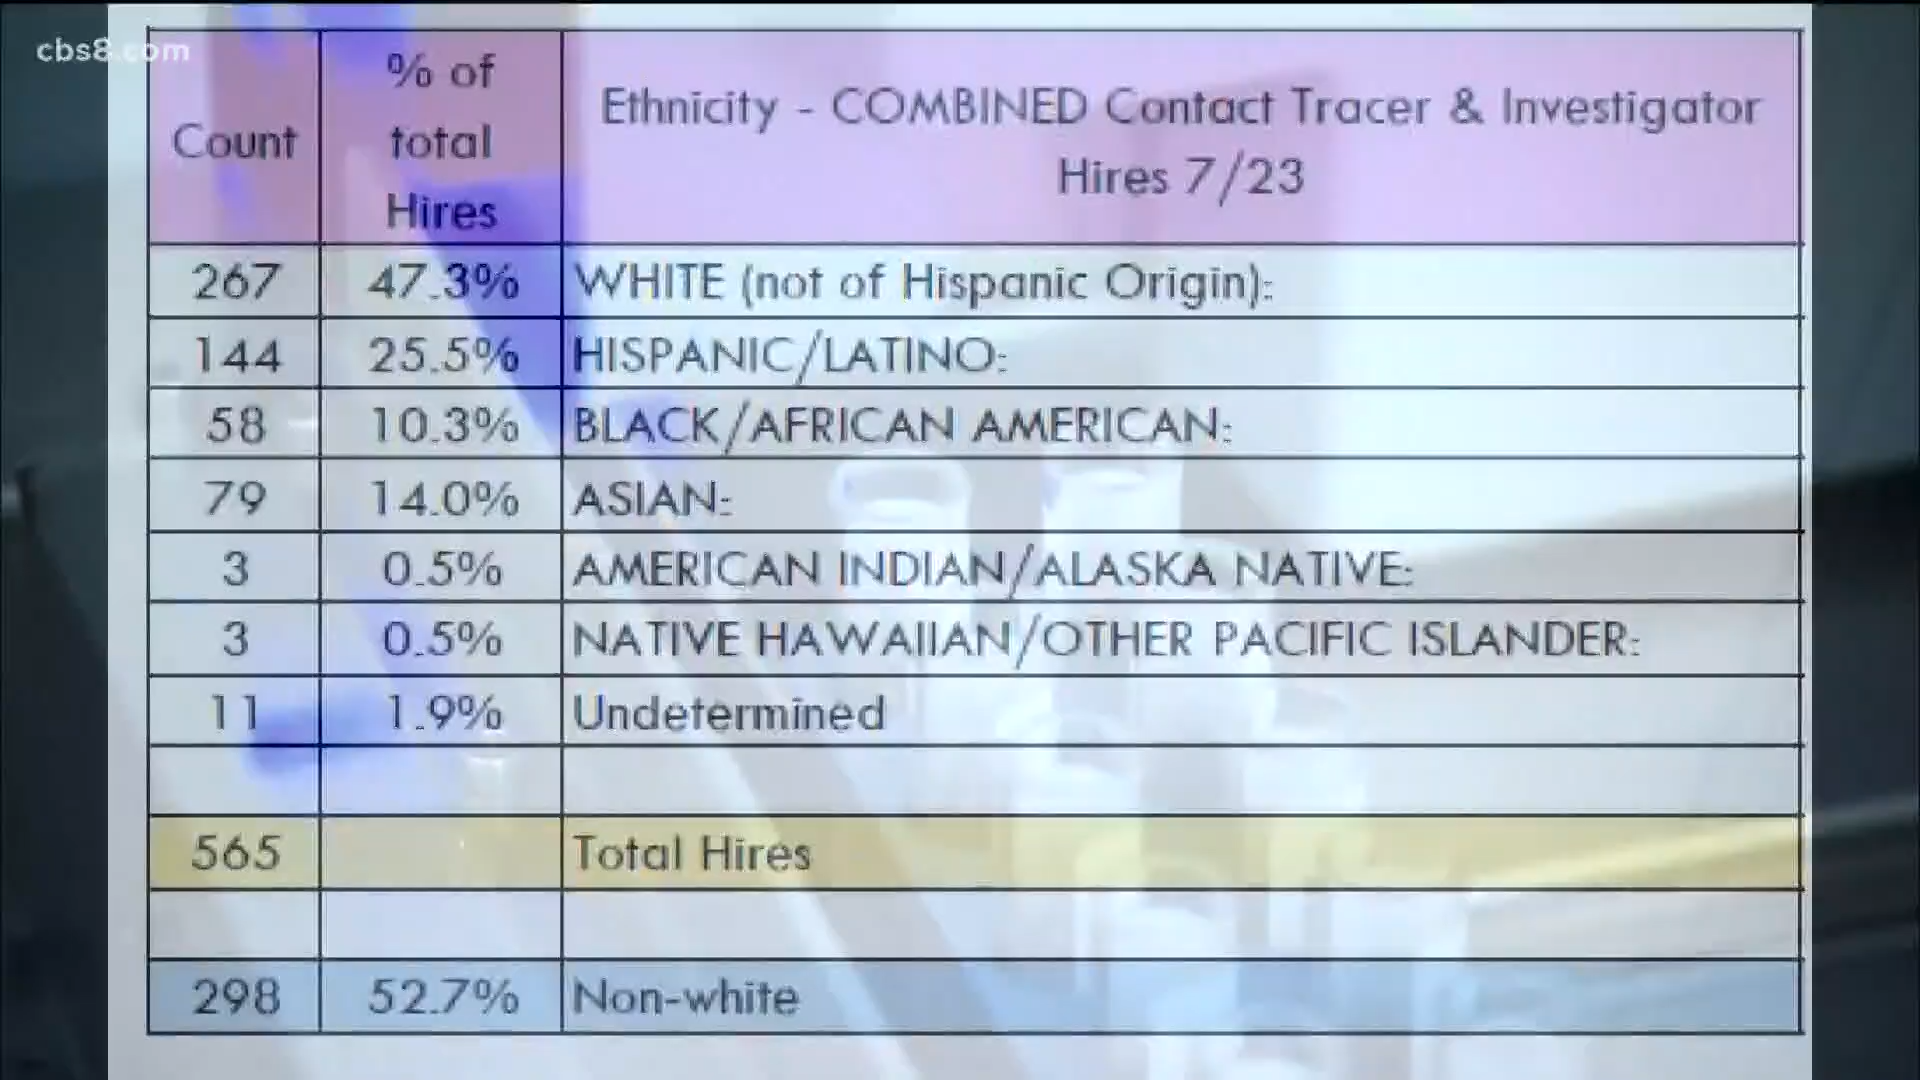 cbs8.com
Count
% of
total
Hires
Ethnicity - COMBINED Contact Tracer & Investigator
Hires 7/23
267 47.3% WHITE (not of Hispanic Origin):
144 25.5% HISPANIC/LATINO:
58 10.3% BLACK/AFRICAN AMERICAN:
79 14.0% ASIAN:
3 0.5% AMERICAN INDIAN/ALASKA NATIVE:
3 0.5% NATIVE HAWAIIAN/OTHER PACIFIC ISLANDER:
11 1.9% Undetermined
565 Total Hires
298 52.7% Non-white